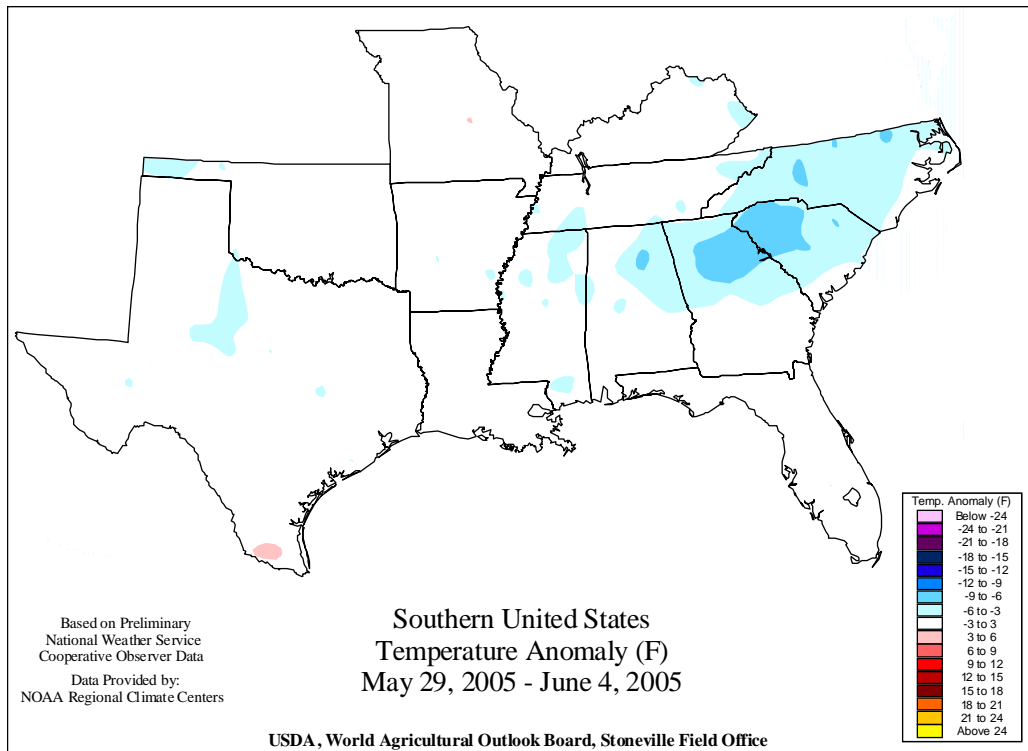 Temp. Anomaly (F)
Below -24
-24 to -21
-21 to -18
-18 to -15
-15 to -12
-12 to -9
-9 to -6
-6 to -3
-3 to 3
3 to 6
6 to 9
9 to 12
12 to 15
15 to 18
18 to 21
21 to 24
Above 24
Based on Preliminary
National Weather Service
Cooperative Observer Data
Data Provided by:
NOAA Regional Climate Centers
Southern United States
Temperature Anomaly (F)
May 29, 2005 - June 4, 2005
USDA, World Agricultural Outlook Board, Stoneville Field Office